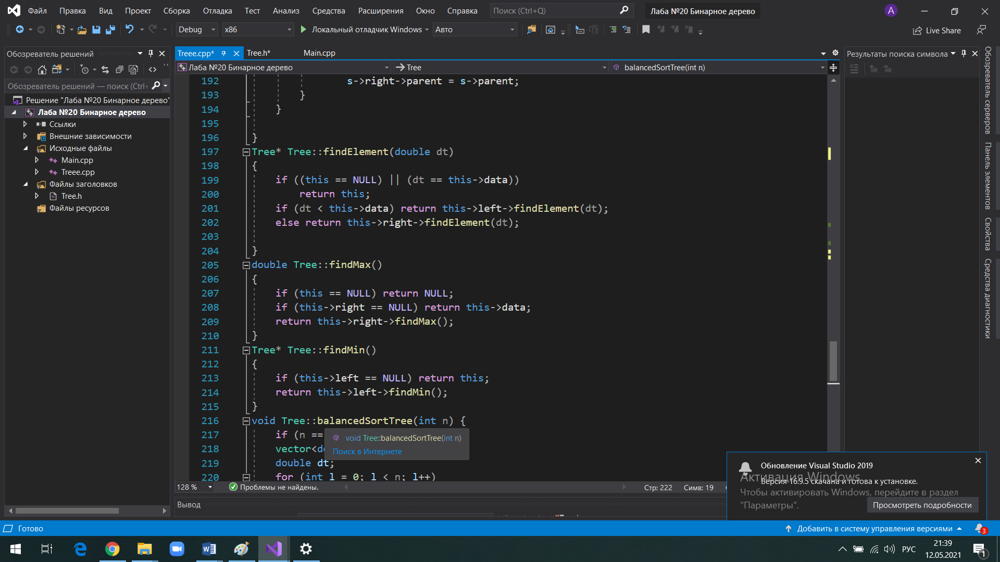 Файл Правка Вид Проект Сборка Отладка Тест Анализ Средства Расширения Окно Справка Поиск (Ctrl+Q) Лаба №20 Бинарное дерево A
Debug x86 Локальный отладчик Windows Авто Live Share
Обозреватель решений
Обозреватель решений — поиск (Ctrl+
Решение "Лаба №20 Бинарное дерево"
Лаба №20 Бинарное дерево
Ссылки
Внешние зависимости
Исходные файлы
Main.cpp
Treee.cpp
Файлы заголовков
Tree.h
Файлы ресурсов
Treee.cpp* Tree.h* Main.cpp
Лаба №20 Бинарное дерево Tree balancedSortTree(int n)
192 s->right->parent = s->parent;
193 }
194 }
195
196 }
197 Tree* Tree::findElement(double dt)
198 {
199 if ((this == NULL) || (dt == this->data))
200 return this;
201 if (dt < this->data) return this->left->findElement(dt);
202 else return this->right->findElement(dt);
203
204 }
205 double Tree::findMax()
206 {
207 if (this == NULL) return NULL;
208 if (this->right == NULL) return this->data;
209 return this->right->findMax();
210 }
211 Tree* Tree::findMin()
212 {
213 if (this->left == NULL) return this;
214 return this->left->findMin();
215 }
216 void Tree::balancedSortTree(int n) {
217 if (n ==
218 vector<do
219 double dt;
220 for (int l = 0; l < n; l++)
void Tree::balancedSortTree(int n)
Поиск в Интернете
128 % Проблемы не найдены. Стр: 222 Симв: 19
Вывод
Результаты поиска символа
Обозреватель серверов
Панель элементов
Свойства
Средства диагностики
Обновление Visual Studio 2019
Версия 16.9.5 скачана и готова к установке.
Просмотреть подробности
Активация Windows
Чтобы активировать Windows, перейдите в раздел
"Параметры".
Готово Добавить в систему управления версиями 3
РУС 21:39
12.05.2021
1